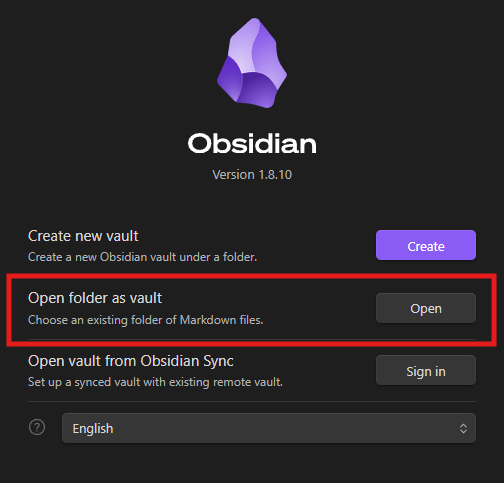 Obsidian
Version 1.8.10
Create new vault
Create a new Obsidian vault under a folder.
Create
Open folder as vault
Choose an existing folder of Markdown files.
Open
Open vault from Obsidian Sync
Set up a synced vault with existing remote vault.
Sign in
?
English